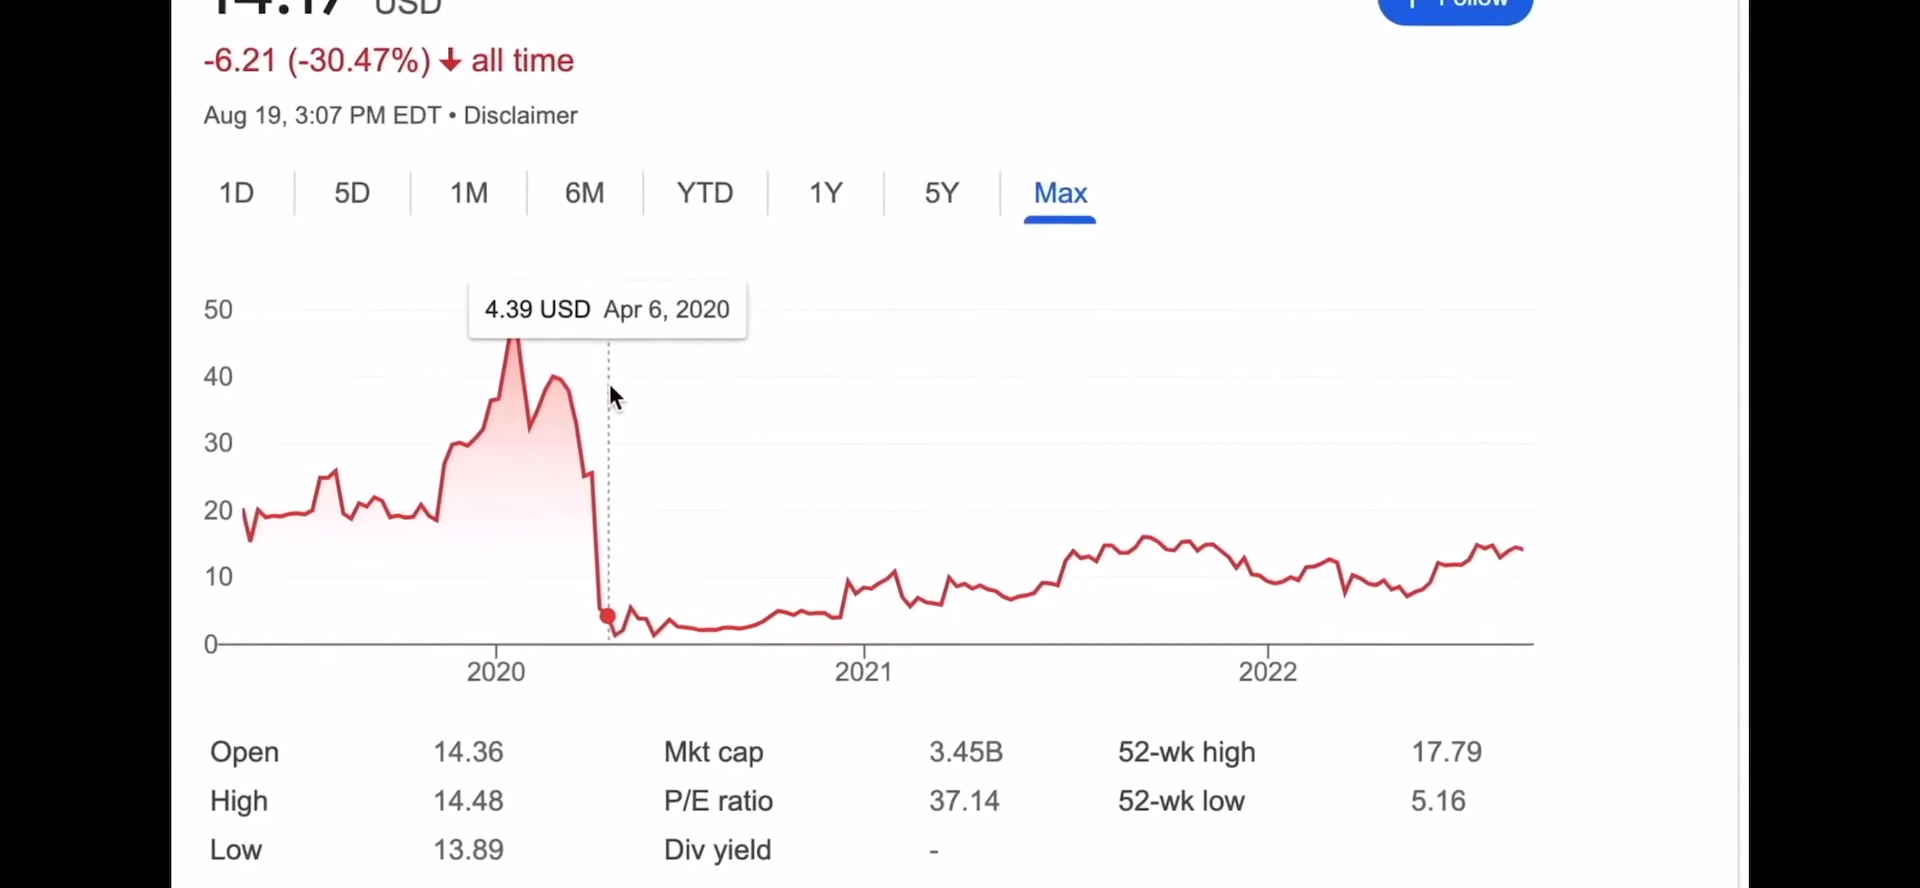 14.17 USD
Follow
-6.21 (-30.47%) ↓ all time
Aug 19, 3:07 PM EDT • Disclaimer
1D 5D 1M 6M YTD 1Y 5Y Max
4.39 USD Apr 6, 2020
50
40
30
20
10
0
2020 2021 2022
Open 14.36 Mkt cap 3.45B 52-wk high 17.79
High 14.48 P/E ratio 37.14 52-wk low 5.16
Low 13.89 Div yield -